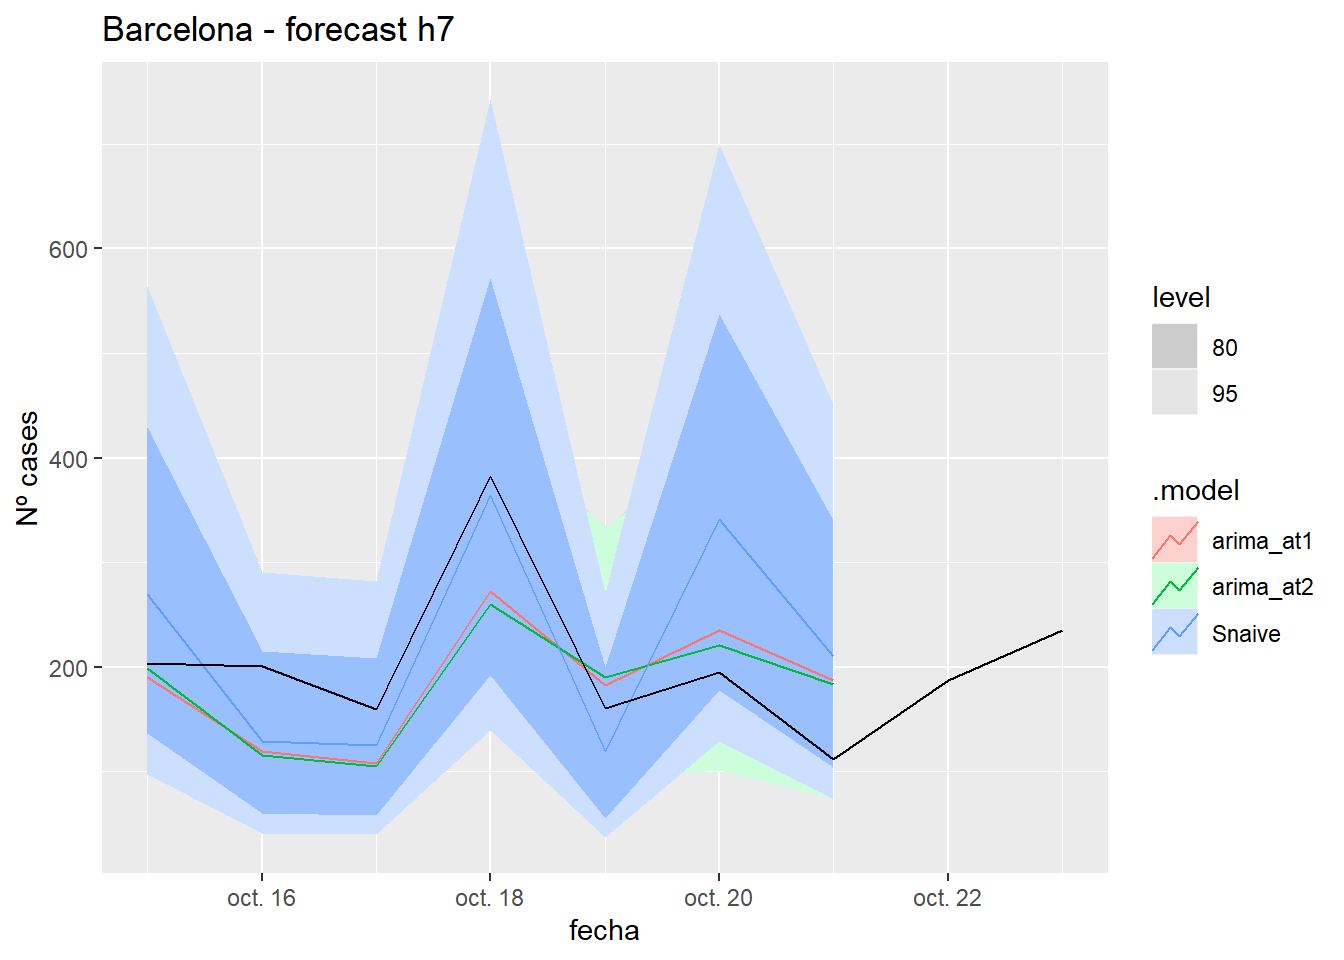 Barcelona - forecast h7
Nº cases
600
400
200
oct. 16
oct. 18
oct. 20
oct. 22
fecha
level
80
95
.model
arima_at1
arima_at2
Snaive